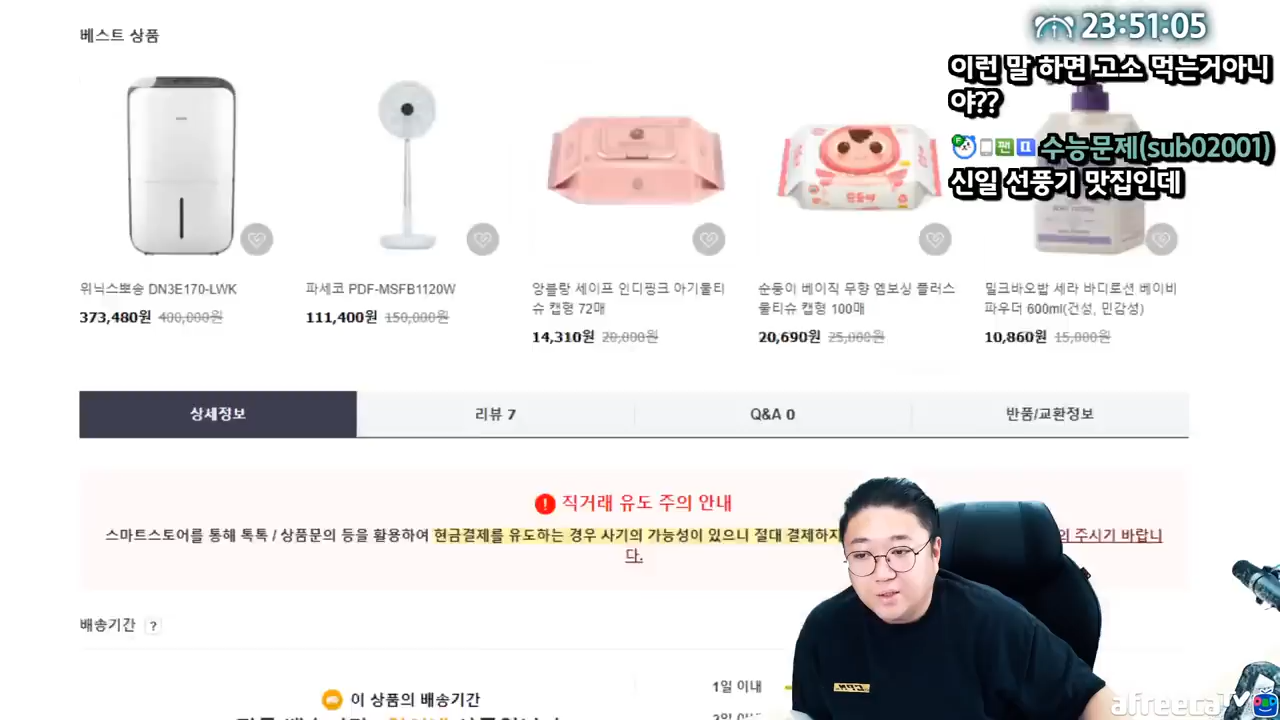 베스트 상품
23:51:05
이런 말 하면 고소 먹는거아니
야??
수능문제(sub02001)
신일 선풍기 맛집인데
위닉스뽀송 DN3E170-LWK
373,480원 400,000원
파세코 PDF-MSFB1120W
111,400원 150,000원
앙블랑 세이프 인디핑크 아기물티
슈 캡형 72매
14,310원 20,000원
순둥이 베이직 무향 엠보싱 플러스
물티슈 캡형 100매
20,690원 25,000원
밀크바오밥 세라 바디로션 베이비
파우더 600ml(건성, 민감성)
10,860원 15,000원
상세정보
리뷰 7
Q&A 0
반품/교환정보
직거래 유도 주의 안내
스마트스토어를 통해 톡톡 / 상품문의 등을 활용하여 현금결제를 유도하는 경우 사기의 가능성이 있으니 절대 결제하지 의 주시기 바랍니
다.
배송기간 ?
이 상품의 배송기간
1일 이내
afreecaTV